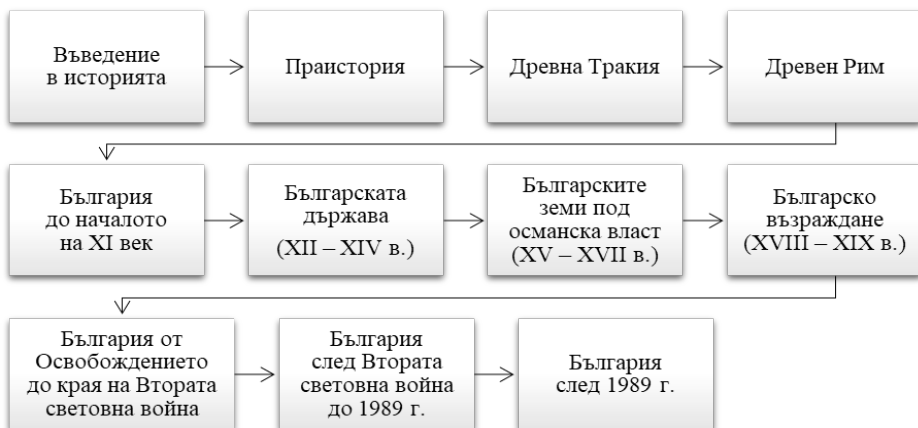 Въведение
в историята
Праистория
Древна Тракия
Древен Рим
България
до началото
на XI век
Българската
държава
(XII – XIV в.)
Българските
земи под
османска власт
(XV – XVII в.)
Българско
възраждане
(XVIII – XIX в.)
България от
Освобождението
до края на Втората
световна война
България
след Втората
световна война
до 1989 г.
България
след 1989 г.